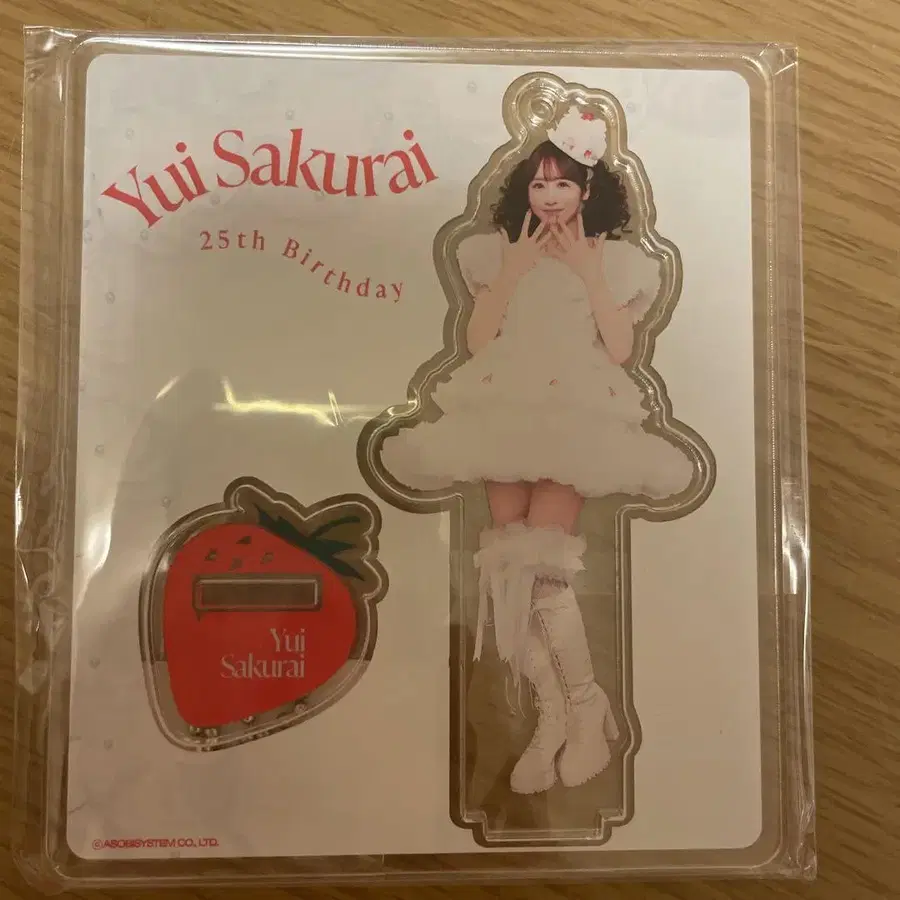 Yui Sakurai
25th Birthday
Yui
Sakurai
©ASOBISYSTEM CO., LTD.